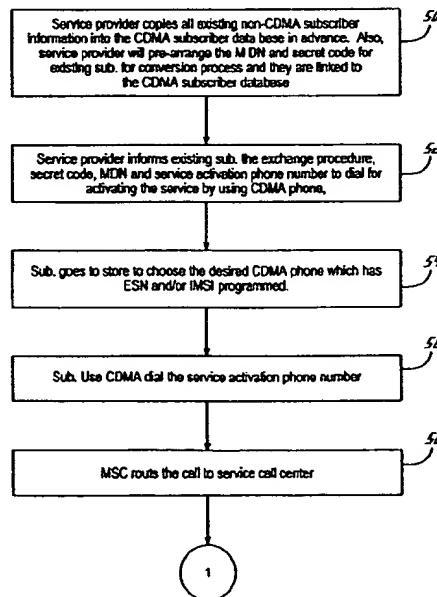 Service provider copies all existing non-CDMA subscriber
information into the CDMA subscriber data base in advance. Also,
service provider will pre-arrange the MDN and secret code for
existing sub. for conversion process and they are linked to
the CDMA subscriber database
Service provider informs existing sub. the exchange procedure,
secret code, MDN and service activation phone number to dial for
activating the service by using CDMA phone,
Sub. goes to store to choose the desired CDMA phone which has
ESN and/or IMSI programmed.
Sub. Use CDMA dial the service activation phone number
MSC routs the call to service call center
1